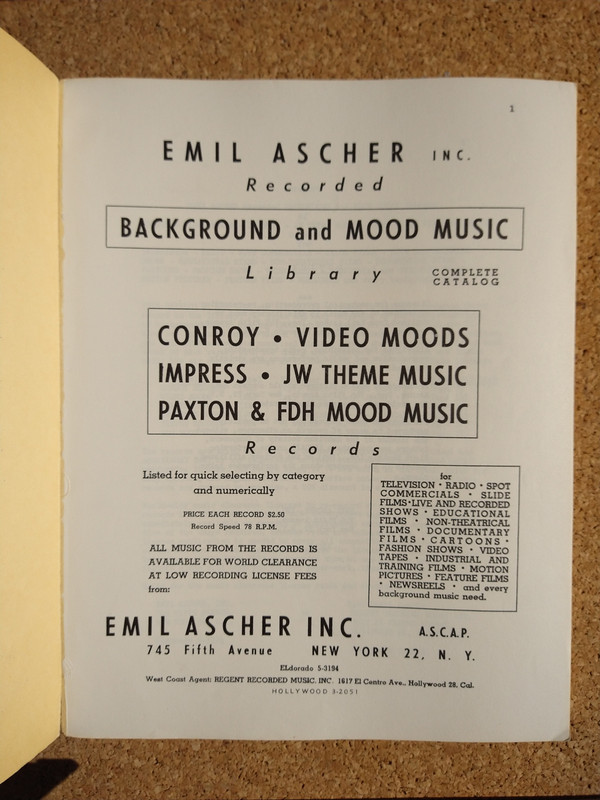 1
EMIL ASCHER INC.
Recorded
BACKGROUND and MOOD MUSIC
Library
COMPLETE
CATALOG
CONROY • VIDEO MOODS
IMPRESS • JW THEME MUSIC
PAXTON & FDH MOOD MUSIC
Records
Listed for quick selecting by category
and numerically
PRICE EACH RECORD $2.50
Record Speed 78 R.P.M.
ALL MUSIC FROM THE RECORDS IS
AVAILABLE FOR WORLD CLEARANCE
AT LOW RECORDING LICENSE FEES
from:
for
TELEVISION • RADIO • SPOT
COMMERCIALS • SLIDE
FILMS•LIVE AND RECORDED
SHOWS • EDUCATIONAL
FILMS • NON-THEATRICAL
FILMS • DOCUMENTARY
FILMS • CARTOONS •
FASHION SHOWS • VIDEO
TAPES • INDUSTRIAL AND
TRAINING FILMS • MOTION
PICTURES • FEATURE FILMS
• NEWSREELS • and every
background music need.
EMIL ASCHER INC.
A.S.C.A.P.
745 Fifth Avenue NEW YORK 22, N. Y.
ELdorado 5-3194
West Coast Agent: REGENT RECORDED MUSIC, INC. 1617 El Centro Ave., Hollywood 28, Cal.
HOLLYWOOD 3-2051